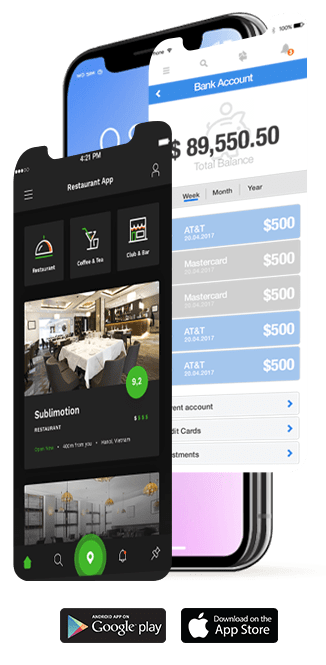 100%
Bank Account
$ 89,550.50
Total Balance
Week
Month
Year
AT&T
20.04.2017
$500
Mastercard
20.04.2017
$500
Mastercard
20.04.2017
$500
AT&T
20.04.2017
$500
AT&T
20.04.2017
$500
rent account
dit Cards
stments
4:21 PM
Restaurant App
Restaurant
Coffee & Tea
Club & Bar
9,2
Sublimotion
RESTAURANT
$ $ $ $
Open now • 400m from you • Hanoi, Vietnam
ANDROID APP ON
Google play
Download on the
App Store